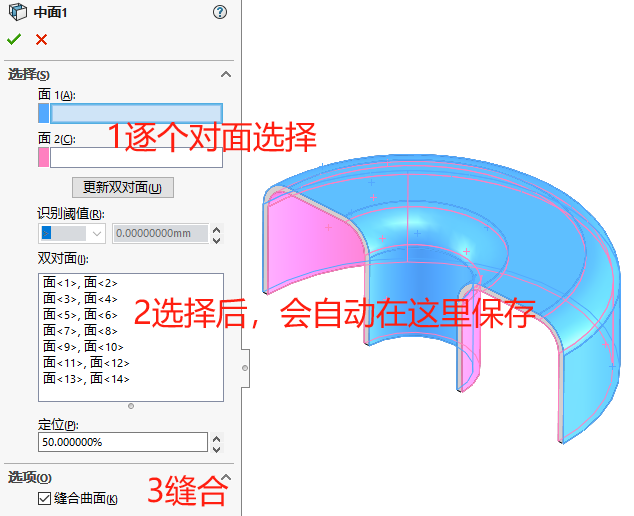 中面1
选择(S)
面 1(A):
1逐个对面选择
面 2(C):
更新双对面(U)
识别阈值(R):
0.00000000mm
双对面(I):
面<1>, 面<2>
面<3>, 面<4>
2选择后，会自动在这里保存
面<5>, 面<6>
面<7>, 面<8>
面<9>, 面<10>
面<11>, 面<12>
面<13>, 面<14>
定位(P):
50.000000%
选项(O)
3缝合
缝合曲面(K)